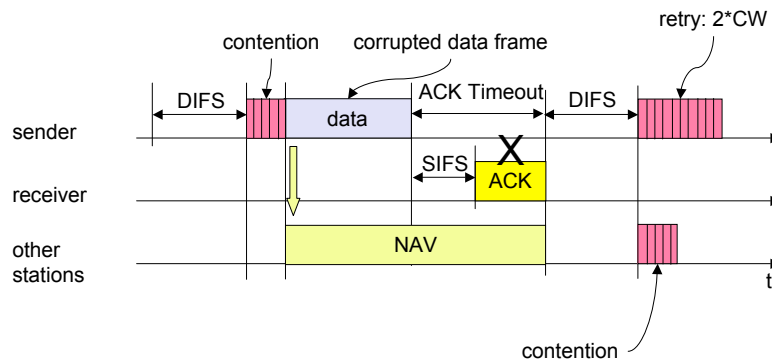 retry: 2*CW
contention
corrupted data frame
DIFS
ACK Timeout
DIFS
data
sender
X
SIFS
ACK
receiver
NAV
other
stations
t
contention